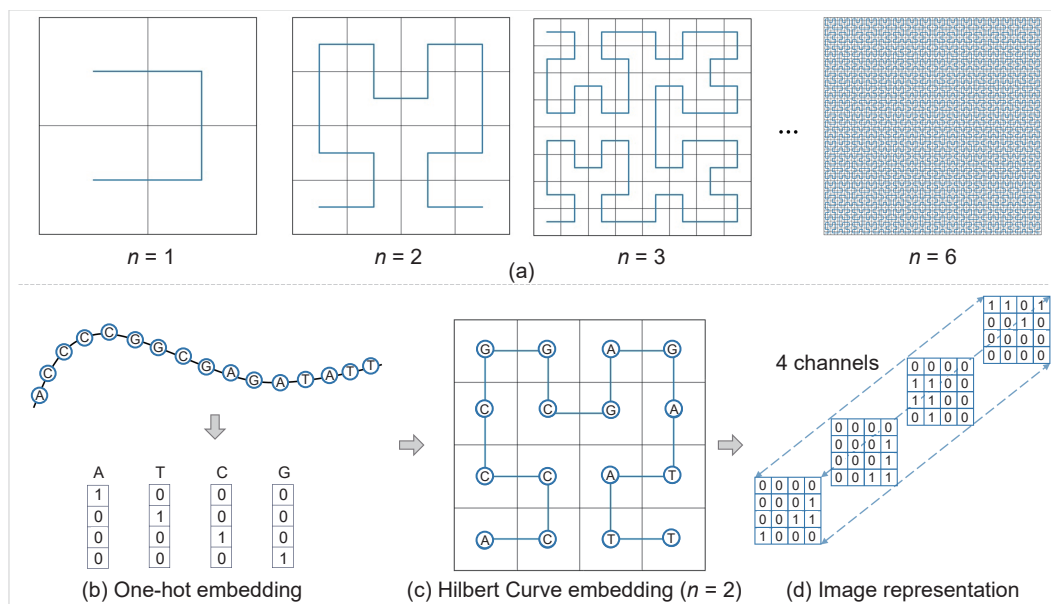 n = 1
n = 2
n = 3
...
n = 6
(a)
A C C C C G G C G A G A T A T T
A T C G
1 0 0 0
0 1 0 0
0 0 1 0
0 0 0 1
(b) One-hot embedding
G G A G
C C G A
C C A T
A C T T
(c) Hilbert Curve embedding (n = 2)
4 channels
1 1 0 1
0 0 1 0
0 0 0 0
0 0 0 0
0 0 0 0
1 1 0 0
1 1 0 0
0 1 0 0
0 0 0 0
0 0 0 1
0 0 0 1
0 0 1 1
0 0 0 0
0 0 0 1
0 0 1 1
1 0 0 0
(d) Image representation